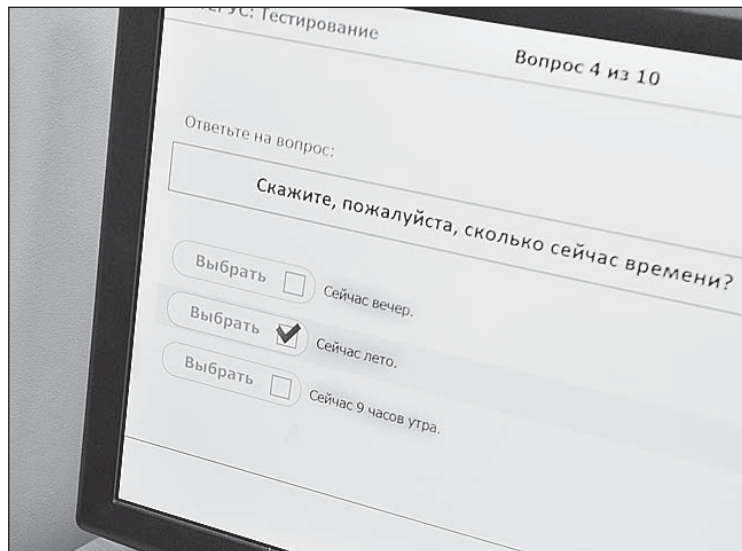 Тестирование
Вопрос 4 из 10
Ответьте на вопрос:
Скажите, пожалуйста, сколько сейчас времени?
Выбрать Сейчас вечер.
Выбрать Сейчас лето.
Выбрать Сейчас 9 часов утра.